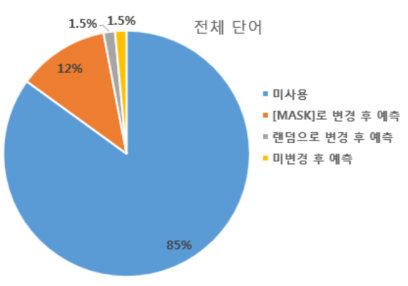 1.5% 1.5%
전체 단어
12%
미사용
[MASK]로 변경 후 예측
랜덤으로 변경 후 예측
미변경 후 예측
85%